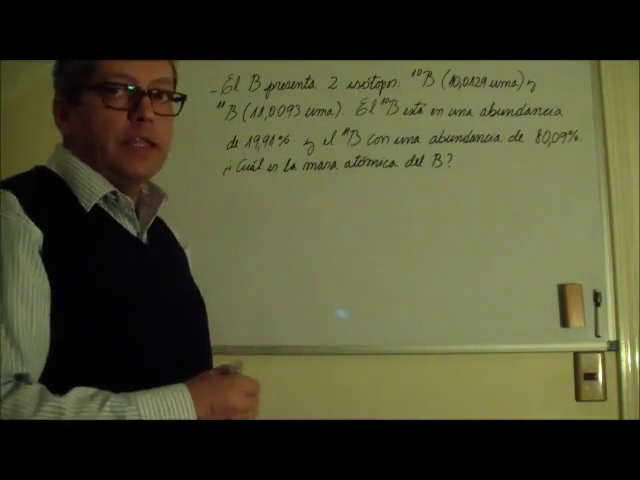 - El B presenta 2 isótopos: ¹⁰B (10,0129 uma) y
¹¹B (11,0093 uma). El ¹⁰B está en una abundancia
de 19,91% y el ¹¹B con una abundancia de 80,09%.
¿Cuál es la masa atómica del B?